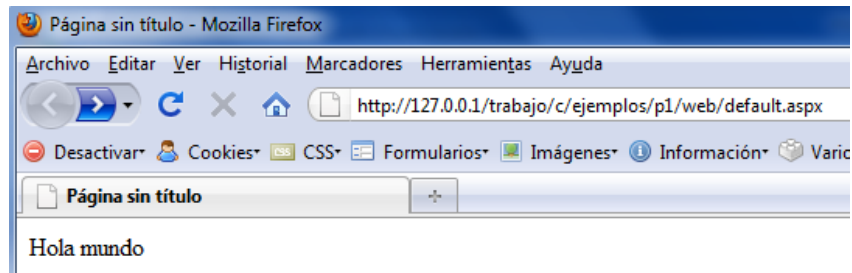 Página sin título - Mozilla Firefox
Archivo Editar Ver Historial Marcadores Herramientas Ayuda
http://127.0.0.1/trabajo/c/ejemplos/p1/web/default.aspx
Desactivar Cookies CSS CSS Formularios Imágenes Información
Página sin título
Hola mundo